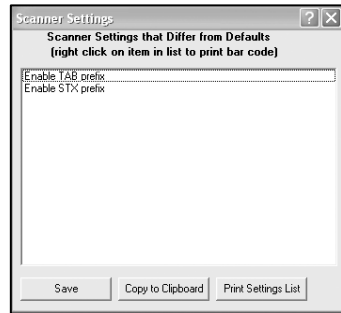 Scanner Settings
Scanner Settings that Differ from Defaults
(right click on item in list to print bar code)
Enable TAB prefix
Enable STX prefix
Save Copy to Clipboard Print Settings List